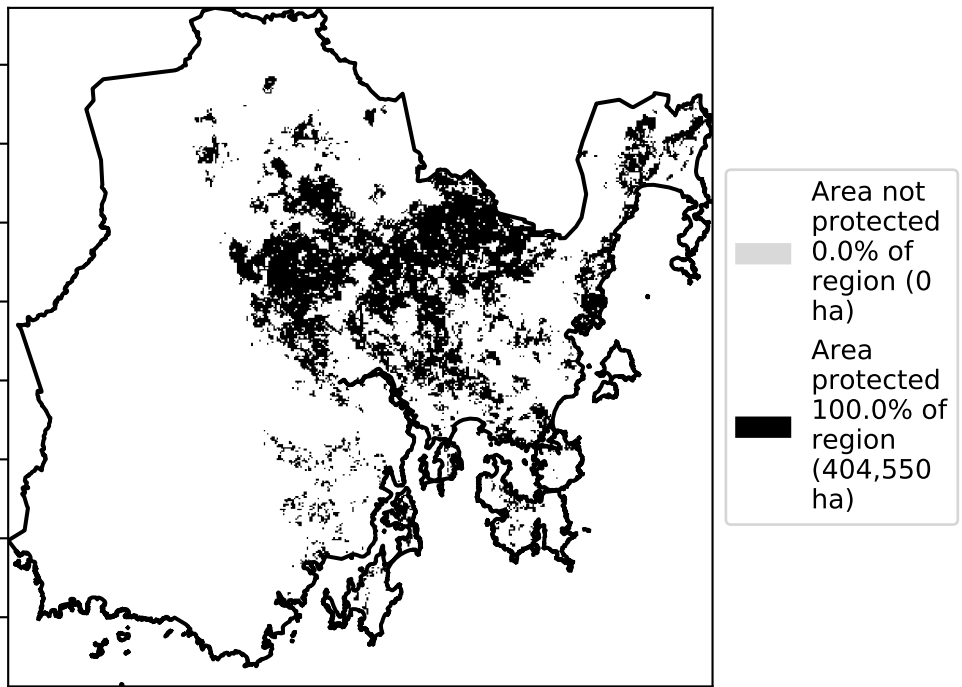 Area not
protected
0.0% of
region (0
ha)
Area
protected
100.0% of
region
(404,550
ha)